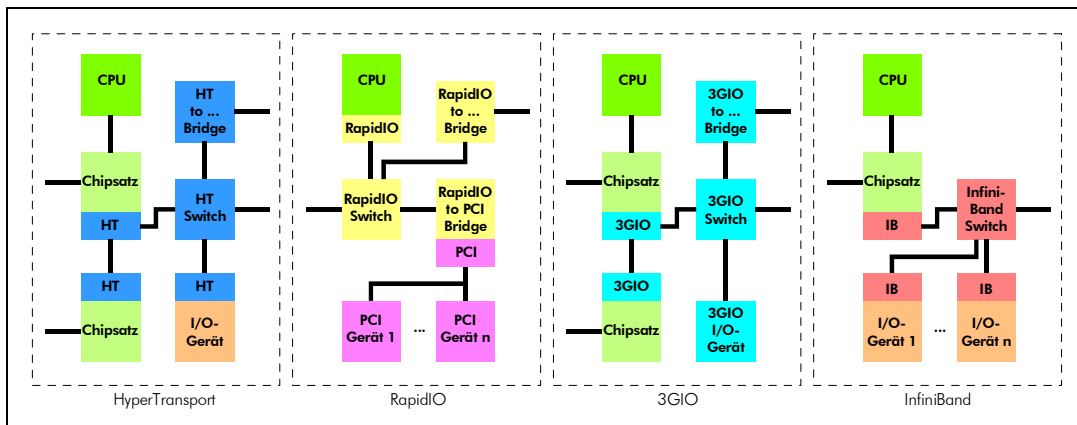 CPU
HT
to ...
Bridge
Chipsatz
HT
Switch
HT
HT
HT
Chipsatz
I/O-
Gerät
HyperTransport
CPU
RapidIO
RapidIO
to ...
Bridge
RapidIO
Switch
RapidIO
to PCI
Bridge
PCI
PCI
Gerät 1
...
PCI
Gerät n
RapidIO
CPU
3GIO
to ...
Bridge
Chipsatz
3GIO
3GIO
Switch
3GIO
Chipsatz
3GIO
I/O-
Gerät
3GIO
CPU
Chipsatz
IB
Infini-
Band
Switch
IB
IB
I/O-
Gerät 1
...
I/O-
Gerät n
InfiniBand